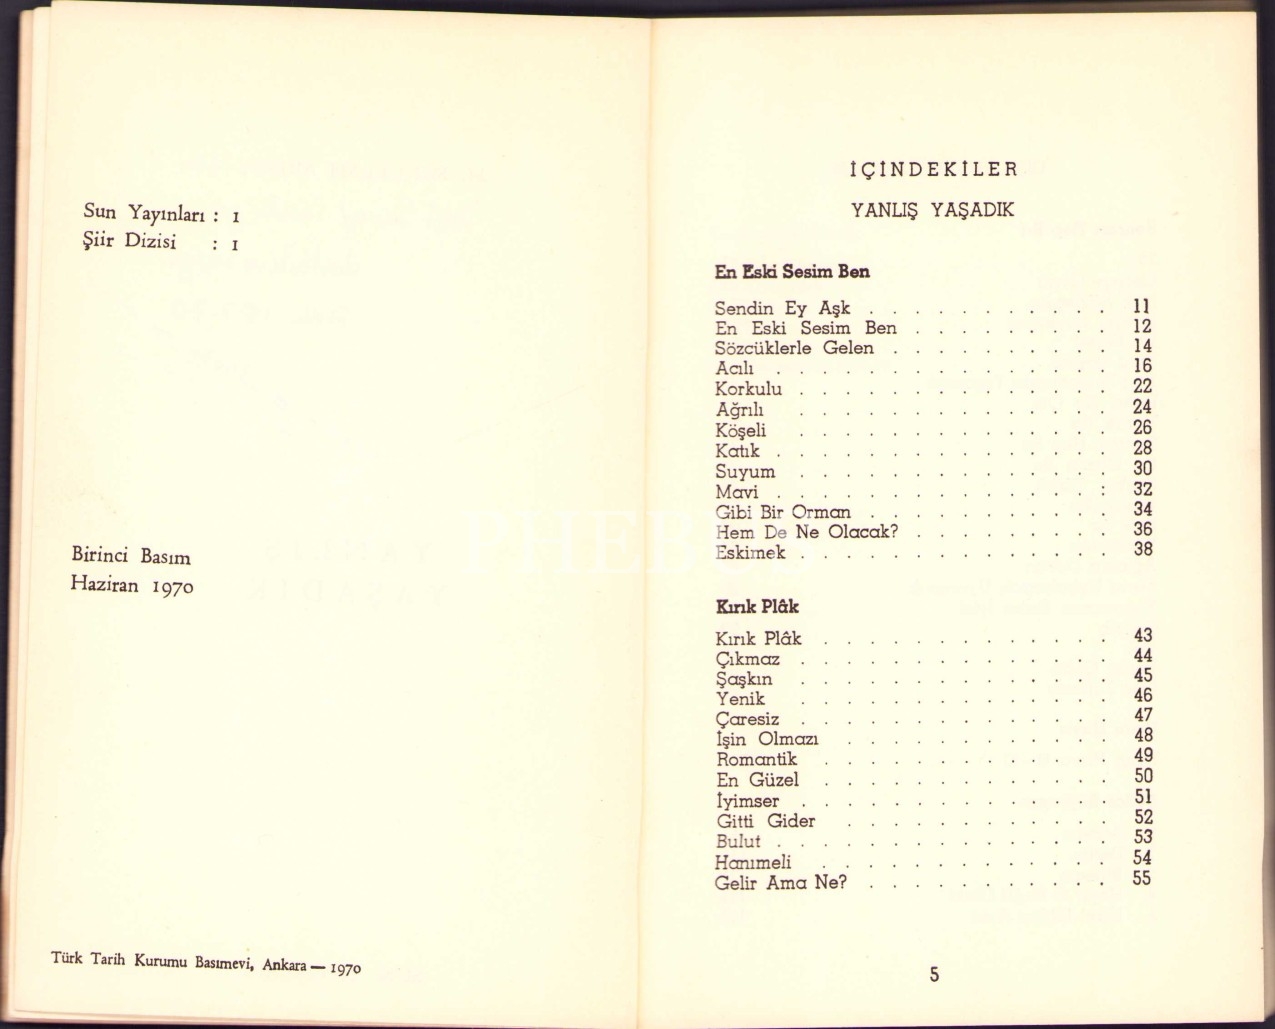 Sun Yayınları : 1
Şiir Dizisi : 1
Birinci Basım
Haziran 1970
Türk Tarih Kurumu Basımevi, Ankara — 1970
İÇİNDEKİLER
YANLIŞ YAŞADIK
En Eski Sesim Ben
Sendin Ey Aşk . . . . . . . . . . . 11
En Eski Sesim Ben . . . . . . . . . 12
Sözcüklerle Gelen . . . . . . . . . . 14
Acılı . . . . . . . . . . . . . . . 16
Korkulu . . . . . . . . . . . . . . 22
Ağrılı . . . . . . . . . . . . . . 24
Köşeli . . . . . . . . . . . . . . 26
Katık . . . . . . . . . . . . . . . 28
Suyum . . . . . . . . . . . . . . 30
Mavi . . . . . . . . . . . . . . : 32
Gibi Bir Orman . . . . . . . . . . . 34
Hem De Ne Olacak? . . . . . . . . . 36
Eskimek . . . . . . . . . . . . . . 38
Kırık Plâk
Kırık Plâk . . . . . . . . . . . . . 43
Çıkmaz . . . . . . . . . . . . . . 44
Şaşkın . . . . . . . . . . . . . . 45
Yenik . . . . . . . . . . . . . . 46
Çaresiz . . . . . . . . . . . . . . 47
İşin Olmazı . . . . . . . . . . . . 48
Romantik . . . . . . . . . . . . . 49
En Güzel . . . . . . . . . . . . . 50
İyimser . . . . . . . . . . . . . . 51
Gitti Gider . . . . . . . . . . . . 52
Bulut . . . . . . . . . . . . . . . 53
Hanımeli . . . . . . . . . . . . . 54
Gelir Ama Ne? . . . . . . . . . . . 55
5
PHEBUS